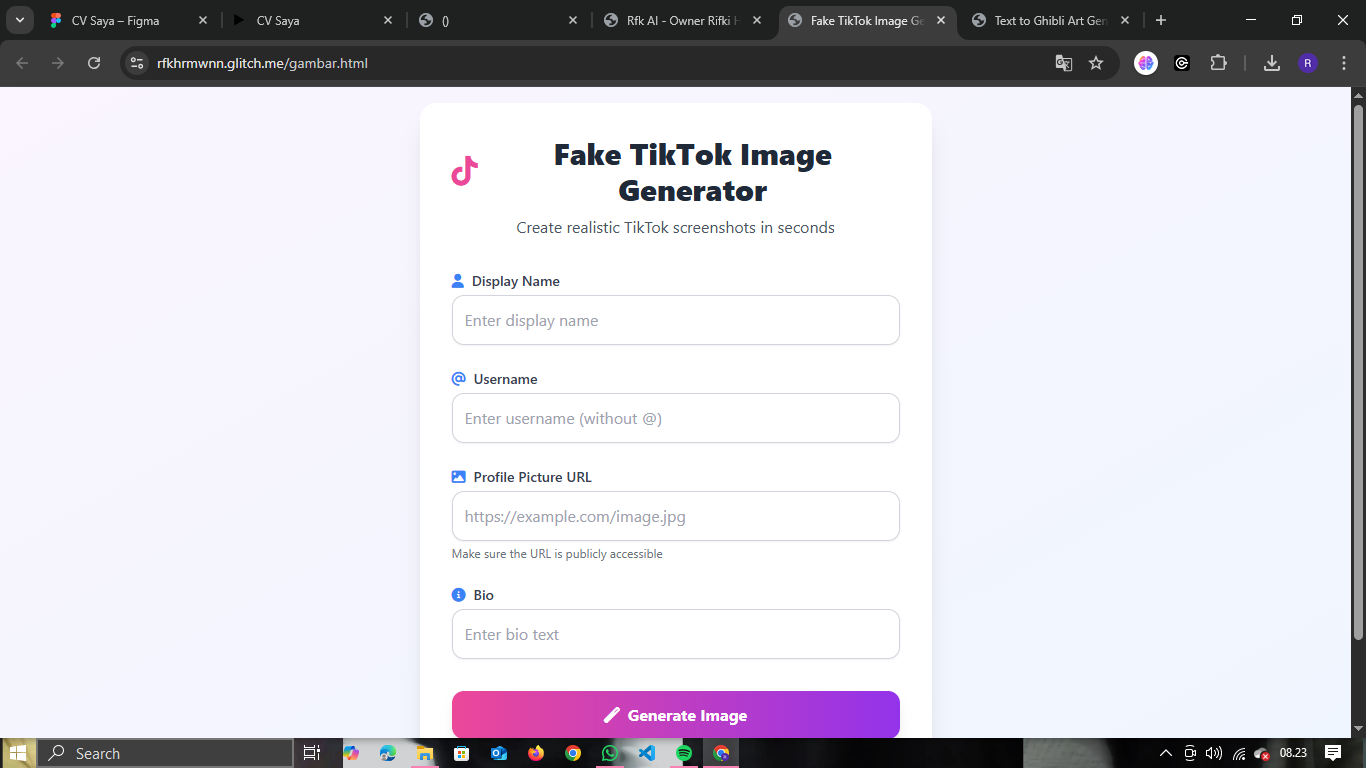 CV Saya – Figma
CV Saya
()
Rfk AI - Owner Rifki
Fake TikTok Image Ge
Text to Ghibli Art Gen
rfkhrmwnn.glitch.me/gambar.html
R
Fake TikTok Image
Generator
Create realistic TikTok screenshots in seconds
Display Name
Enter display name
Username
Enter username (without @)
Profile Picture URL
https://example.com/image.jpg
Make sure the URL is publicly accessible
Bio
Enter bio text
Generate Image
Search
08.23